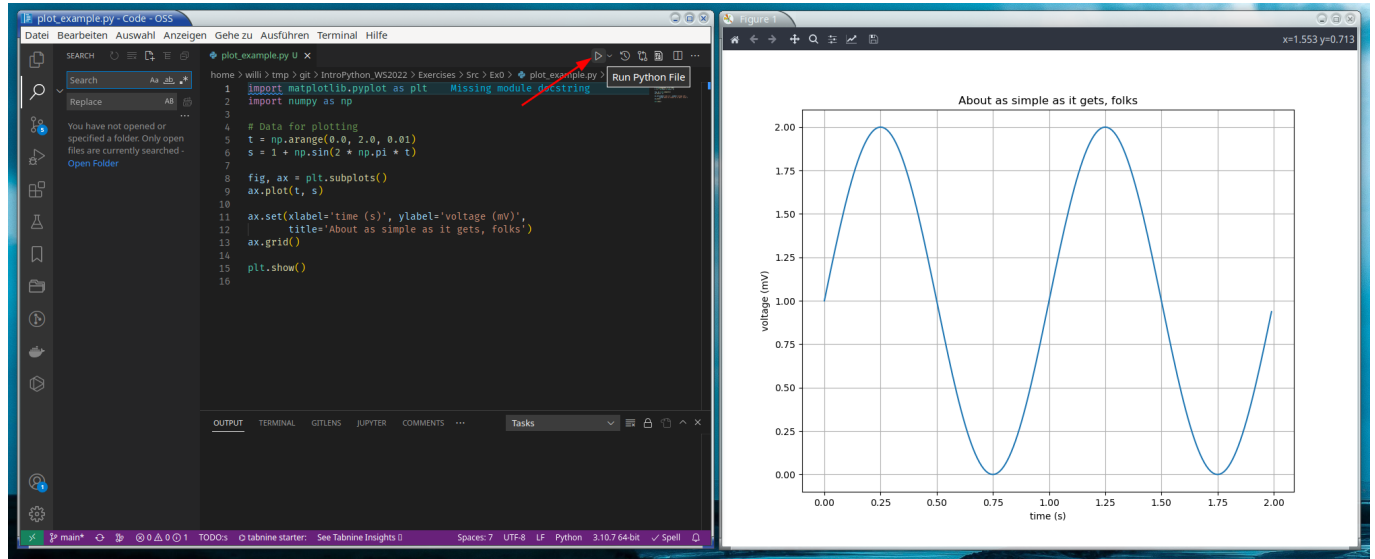 plot_example.py - Code - OSS
Datei Bearbeiten Auswahl Anzeigen Gehe zu Ausführen Terminal Hilfe
SEARCH
Search
Aa ab .*
Replace
AB
You have not opened or
specified a folder. Only open
files are currently searched -
Open Folder
plot_example.py U
home > willi > tmp > git > IntroPython_WS2022 > Exercises > Src > Ex0 > plot_example.py >
Run Python File
1 import matplotlib.pyplot as plt Missing module docstring
2 import numpy as np
3
4 # Data for plotting
5 t = np.arange(0.0, 2.0, 0.01)
6 s = 1 + np.sin(2 * np.pi * t)
7
8 fig, ax = plt.subplots()
9 ax.plot(t, s)
10
11 ax.set(xlabel='time (s)', ylabel='voltage (mV)',
12 title='About as simple as it gets, folks')
13 ax.grid()
14
15 plt.show()
16
OUTPUT TERMINAL GITLENS JUPYTER COMMENTS ··· Tasks
main* 0 0 1 TODO:s tabnine starter: See Tabnine Insights Spaces: 7 UTF-8 LF Python 3.10.7 64-bit Spell
Figure 1
x=1.553 y=0.713
About as simple as it gets, folks
2.00
1.75
1.50
1.25
1.00
0.75
0.50
0.25
0.00
voltage (mV)
0.00 0.25 0.50 0.75 1.00 1.25 1.50 1.75 2.00
time (s)